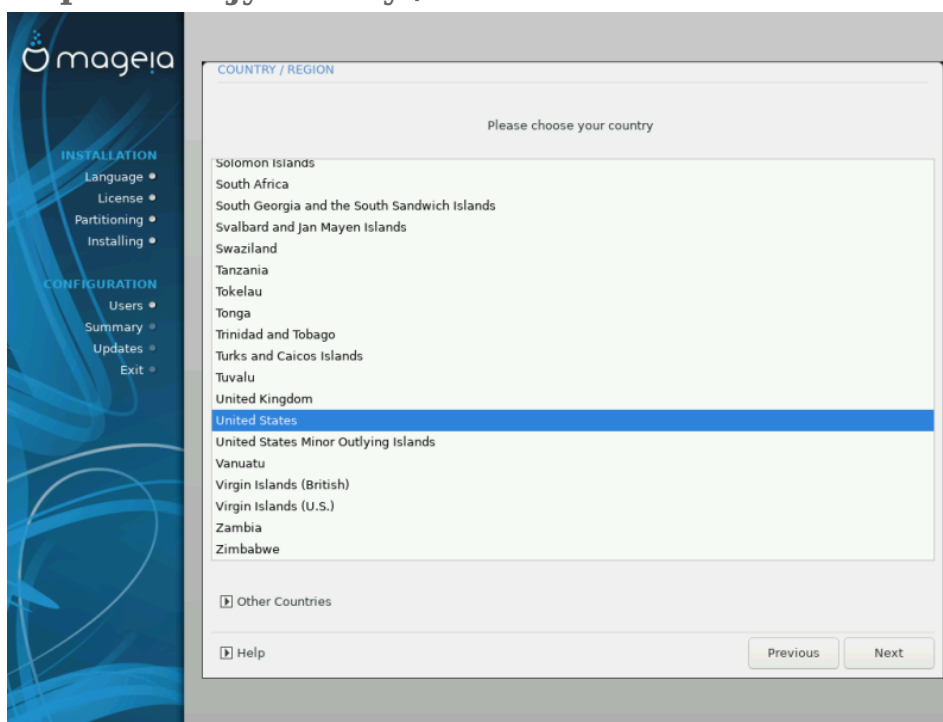 mageia
INSTALLATION
Language
License
Partitioning
Installing
CONFIGURATION
Users
Summary
Updates
Exit
COUNTRY / REGION
Please choose your country
Solomon Islands
South Africa
South Georgia and the South Sandwich Islands
Svalbard and Jan Mayen Islands
Swaziland
Tanzania
Tokelau
Tonga
Trinidad and Tobago
Turks and Caicos Islands
Tuvalu
United Kingdom
United States
United States Minor Outlying Islands
Vanuatu
Virgin Islands (British)
Virgin Islands (U.S.)
Zambia
Zimbabwe
Other Countries
Help
Previous
Next